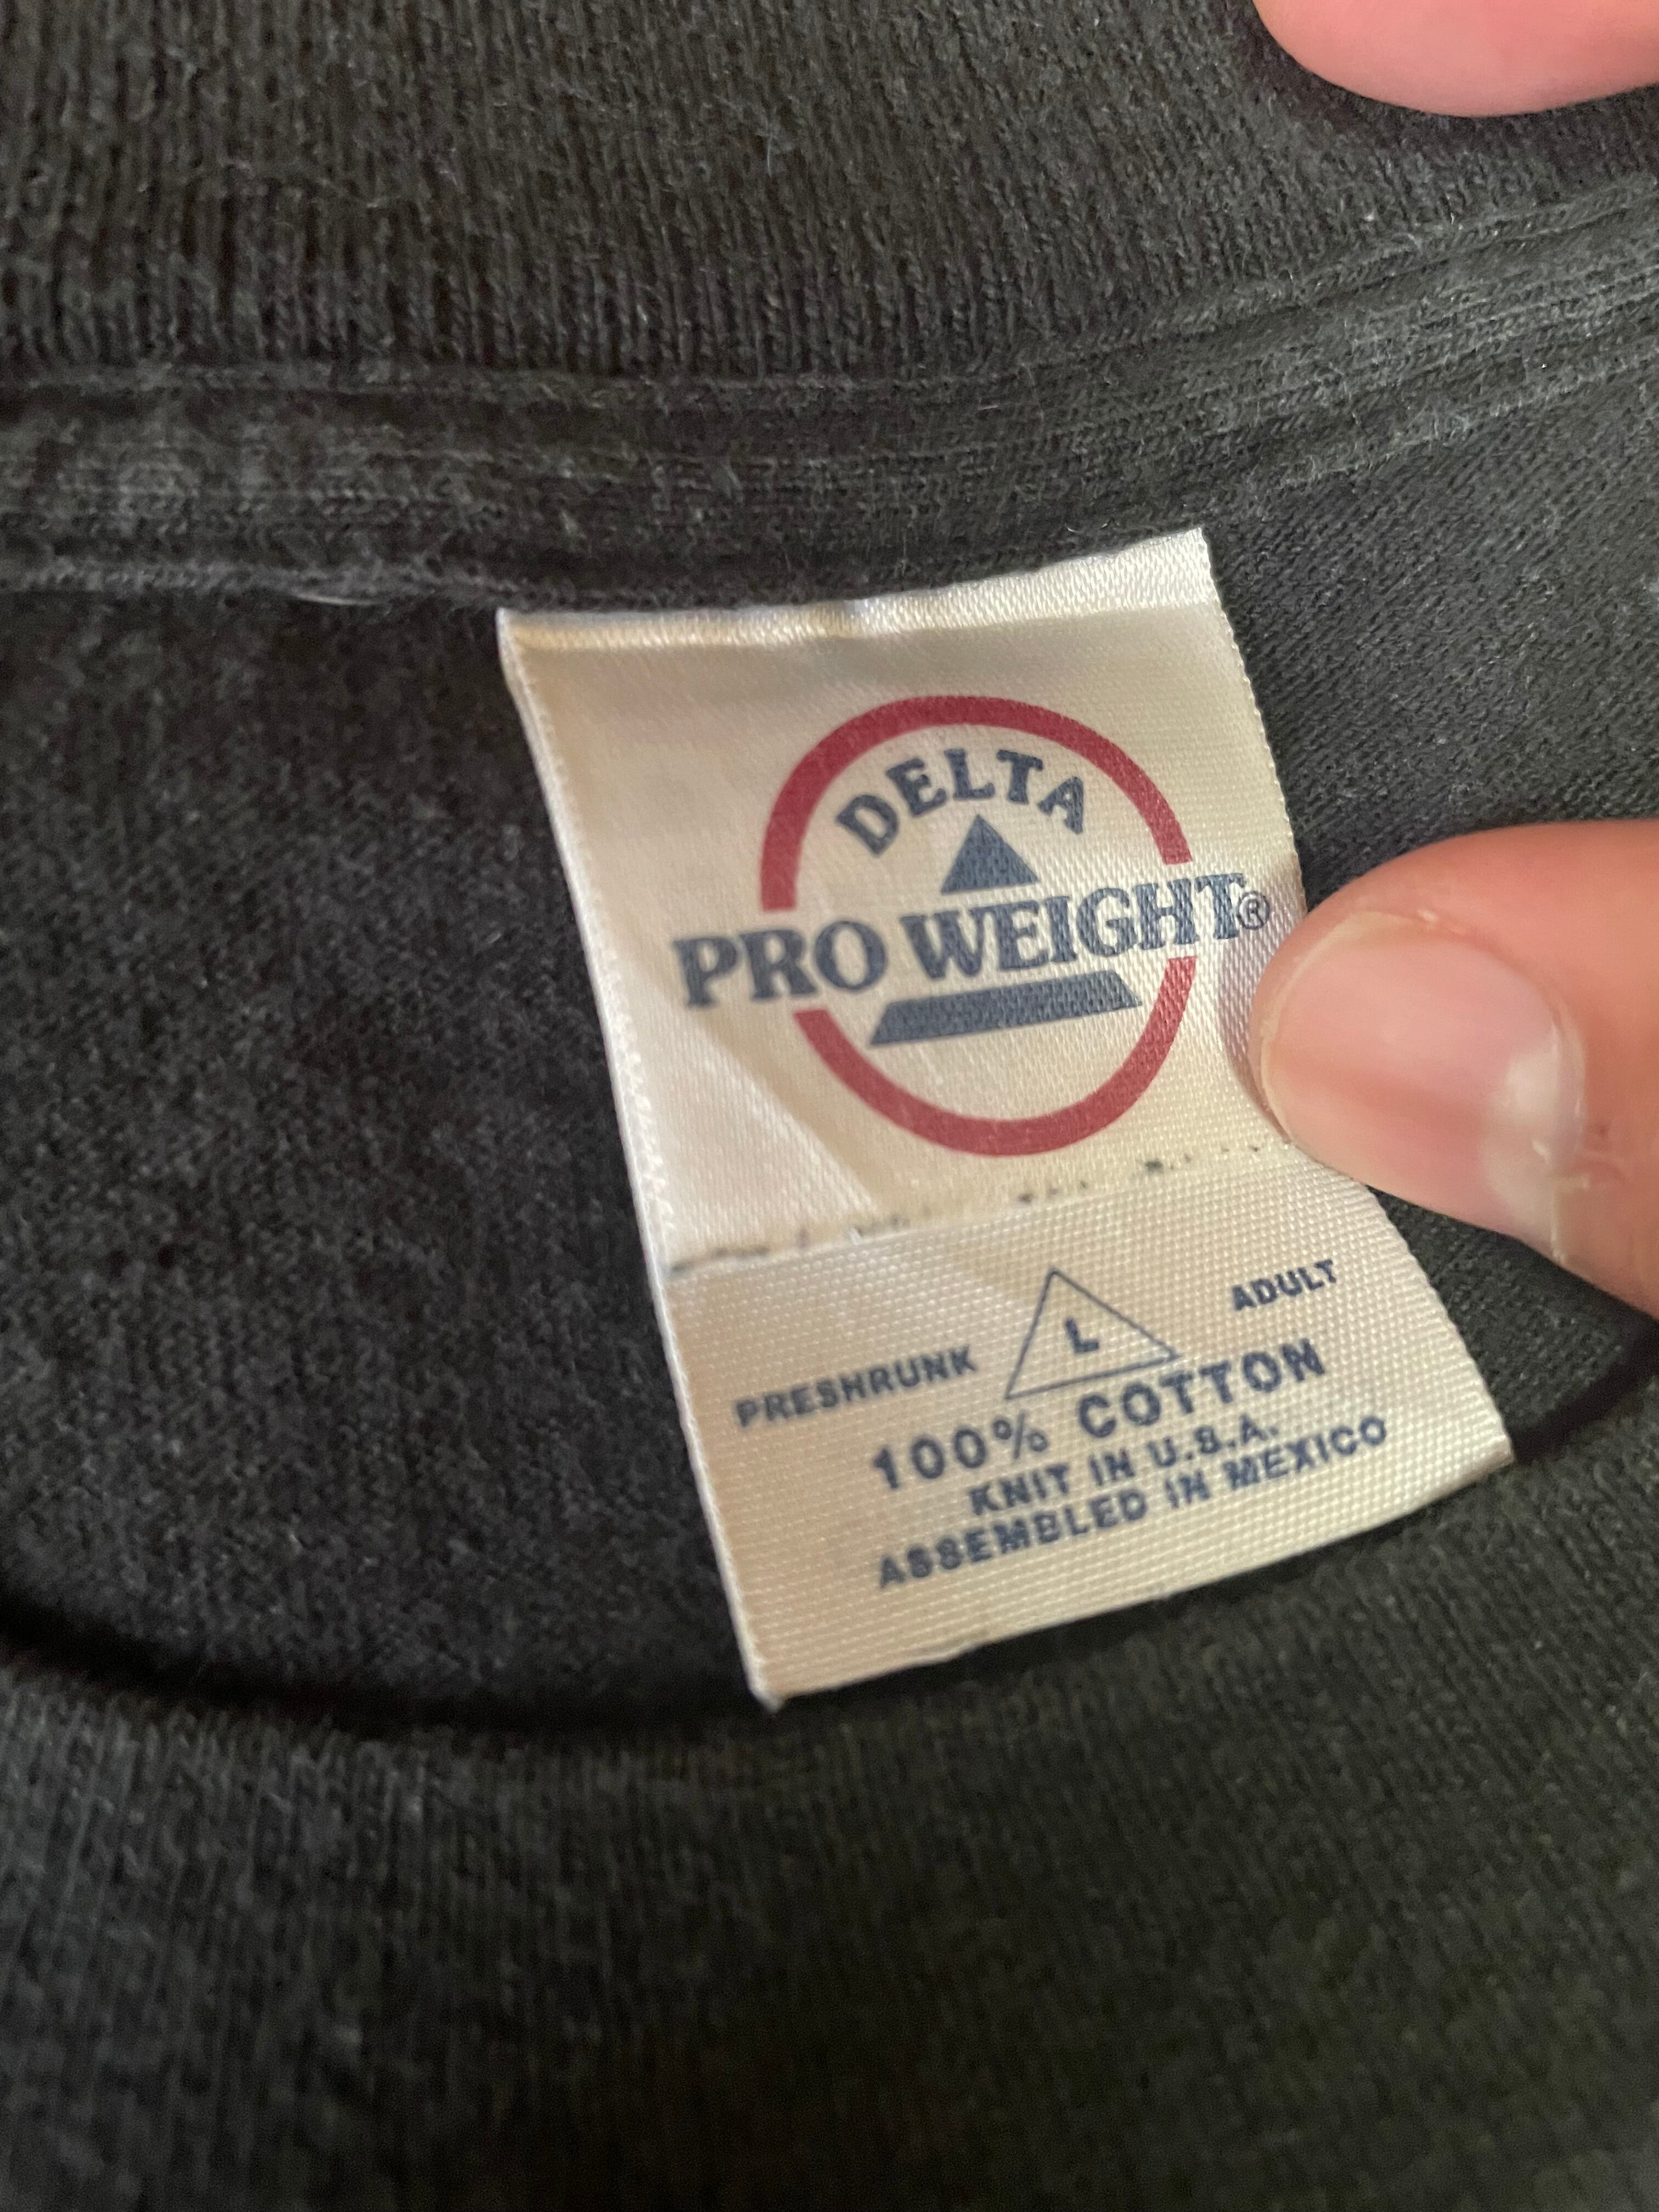 DELTA
PRO WEIGHT®
PRESHRUNK L ADULT
100% COTTON
KNIT IN U.S.A.
ASSEMBLED IN MEXICO